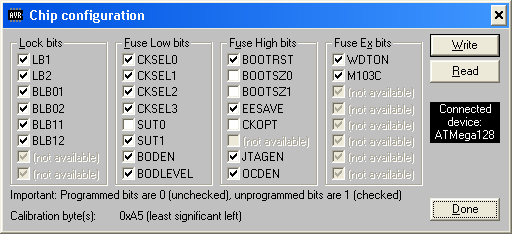 AVR Chip configuration
Lock bits
LB1
LB2
BLB01
BLB02
BLB11
BLB12
(not available)
(not available)
Fuse Low bits
CKSEL0
CKSEL1
CKSEL2
CKSEL3
SUT0
SUT1
BODEN
BODLEVEL
Fuse High bits
BOOTRST
BOOTSZ0
BOOTSZ1
EESAVE
CKOPT
(not available)
JTAGEN
OCDEN
Fuse Ex bits
WDTON
M103C
(not available)
(not available)
(not available)
(not available)
(not available)
(not available)
Write
Read
Connected
device:
ATMega128
Important: Programmed bits are 0 (unchecked), unprogrammed bits are 1 (checked)
Calibration byte(s): 0xA5 (least significant left)
Done